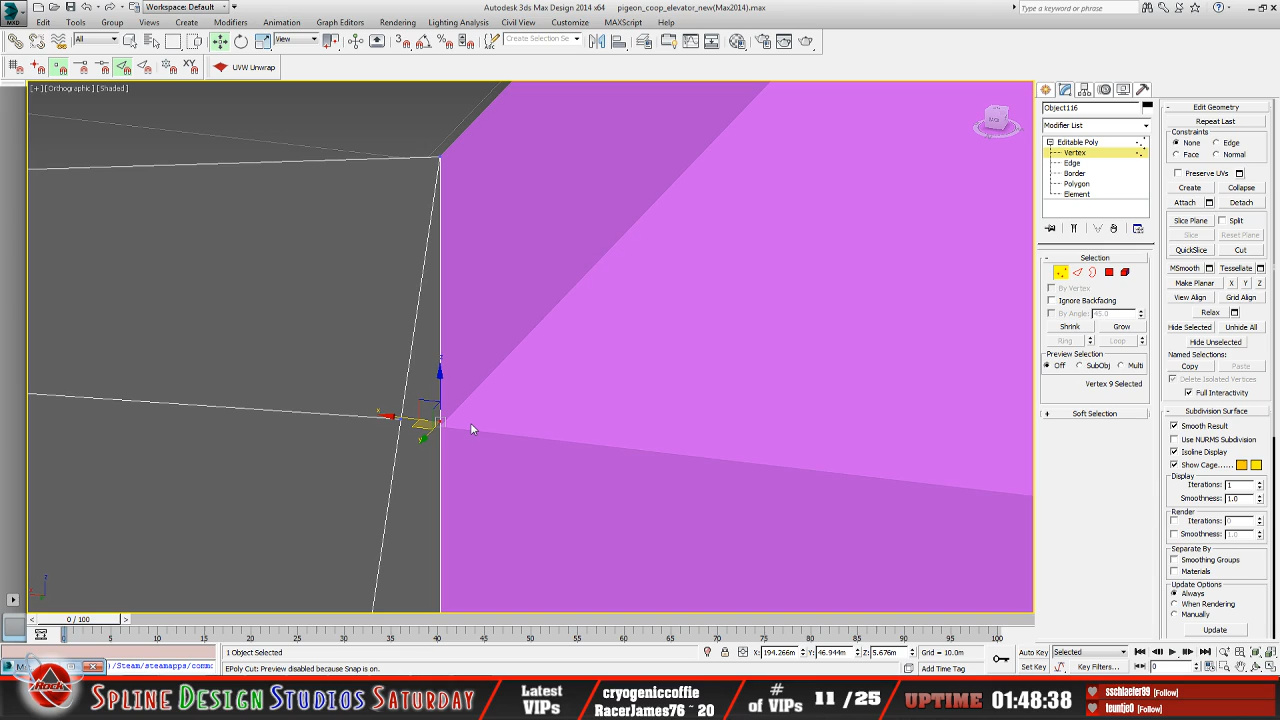 Autodesk 3ds Max Design 2014 x64 pigeon_coop_elevator_new(Max2014).max
Workspace: Default
Type a keyword or phrase
MXD
Edit Tools Group Views Create Modifiers Animation Graph Editors Rendering Lighting Analysis Civil View Customize MAXScript Help
All View Create Selection Se
UVW Unwrap
[+] [Orthographic] [Shaded]
Object116
Modifier List
Editable Poly
Vertex
Edge
Border
Polygon
Element
Selection
By Vertex
Ignore Backfacing
By Angle: 45.0
Shrink Grow
Ring Loop
Preview Selection
Off SubObj Multi
Vertex 9 Selected
Soft Selection
Edit Geometry
Repeat Last
Constraints
None Edge
Face Normal
Preserve UVs
Create Collapse
Attach Detach
Slice Plane Split
Slice Reset Plane
QuickSlice Cut
MSmooth Tessellate
Make Planar X Y Z
View Align Grid Align
Relax
Hide Selected Unhide All
Hide Unselected
Named Selections:
Copy Paste
Delete Isolated Vertices
Full Interactivity
Subdivision Surface
Smooth Result
Use NURMS Subdivision
Isoline Display
Show Cage......
Display
Iterations: 1
Smoothness: 1.0
Render
Iterations: 0
Smoothness: 1.0
Separate By
Smoothing Groups
Materials
Update Options
Always
When Rendering
Manually
Update
x
y
z
0 / 100
0 5 10 15 20 25 30 35 40 45 50 55 60 65 70 75 80 85 90 95 100
1 Object Selected
X: 194.266m Y: 46.944m Z: 5.676m Grid = 10.0m
Auto Key Selected
)/Steam/steamapps/commo
EPoly Cut: Preview disabled because Snap is on.
Add Time Tag
Set Key Key Filters... 0
Spline Design Studios Saturday
Latest VIPs
cryogeniccoffie
RacerJames76 ~ 20
# of VIPs
11 /25
UPTIME 01:48:38
sschlaefer99 [Follow]
tountje0 [Follow]